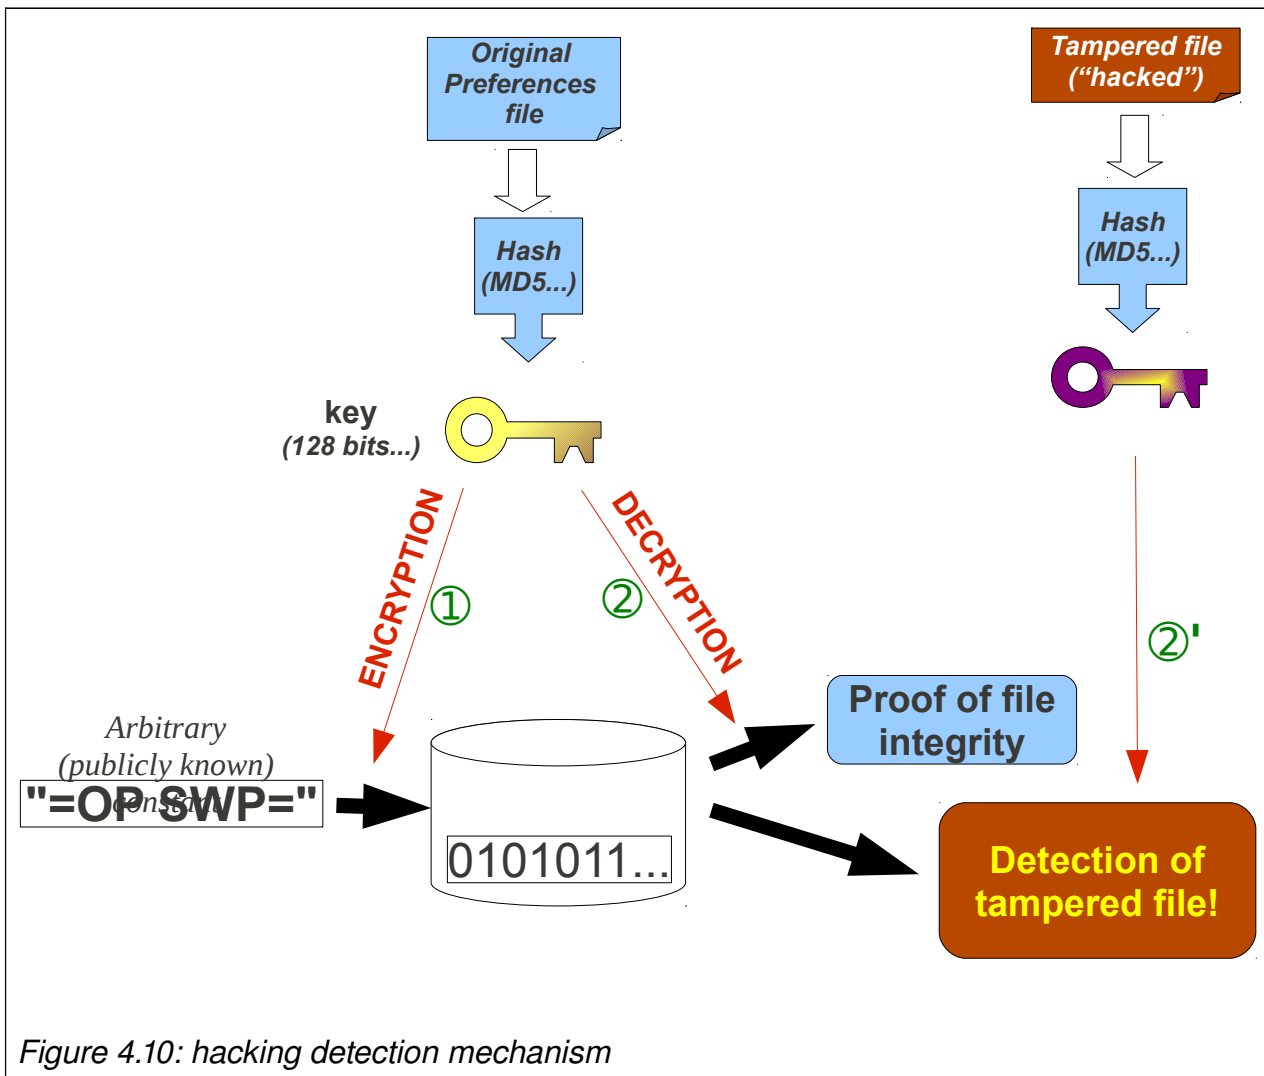 Original
Preferences
file
Tampered file
(“hacked”)
Hash
(MD5...)
Hash
(MD5...)
key
(128 bits...)
ENCRYPTION
DECRYPTION
①
②
②'
Arbitrary
(publicly known)
constant
"=OP SWP="
0101011...
Proof of file
integrity
Detection of
tampered file!
Figure 4.10: hacking detection mechanism